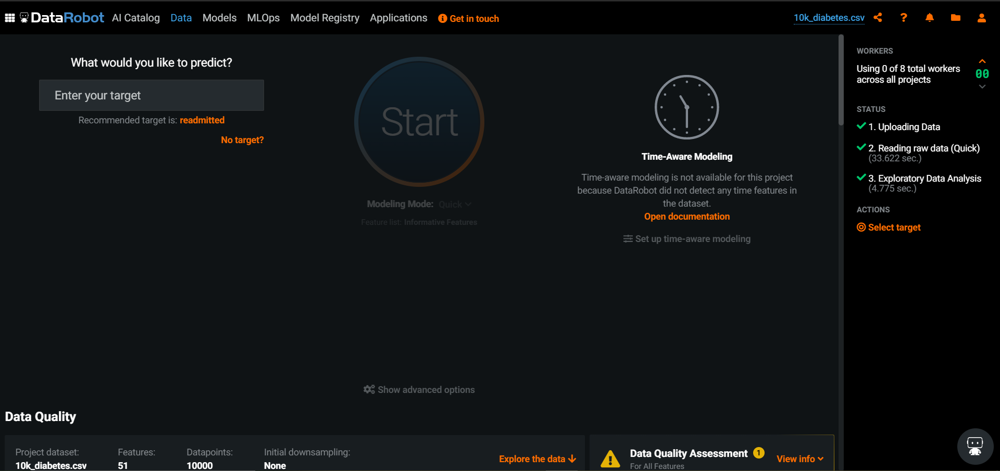 DataRobot AI Catalog Data Models MLOps Model Registry Applications Get in touch 10k_diabetes.csv
What would you like to predict?
Enter your target
Recommended target is: readmitted
No target?
Start
Modeling Mode: Quick
Feature list: Informative Features
Time-Aware Modeling
Time-aware modeling is not available for this project
because DataRobot did not detect any time features in
the dataset.
Open documentation
Set up time-aware modeling
Show advanced options
WORKERS
Using 0 of 8 total workers
across all projects
00
STATUS
1. Uploading Data
2. Reading raw data (Quick)
(33.622 sec.)
3. Exploratory Data Analysis
(4.775 sec.)
ACTIONS
Select target
Data Quality
Project dataset: Features: Datapoints: Initial downsampling:
10k_diabetes.csv 51 10000 None
Explore the data
Data Quality Assessment 1
For All Features
View info